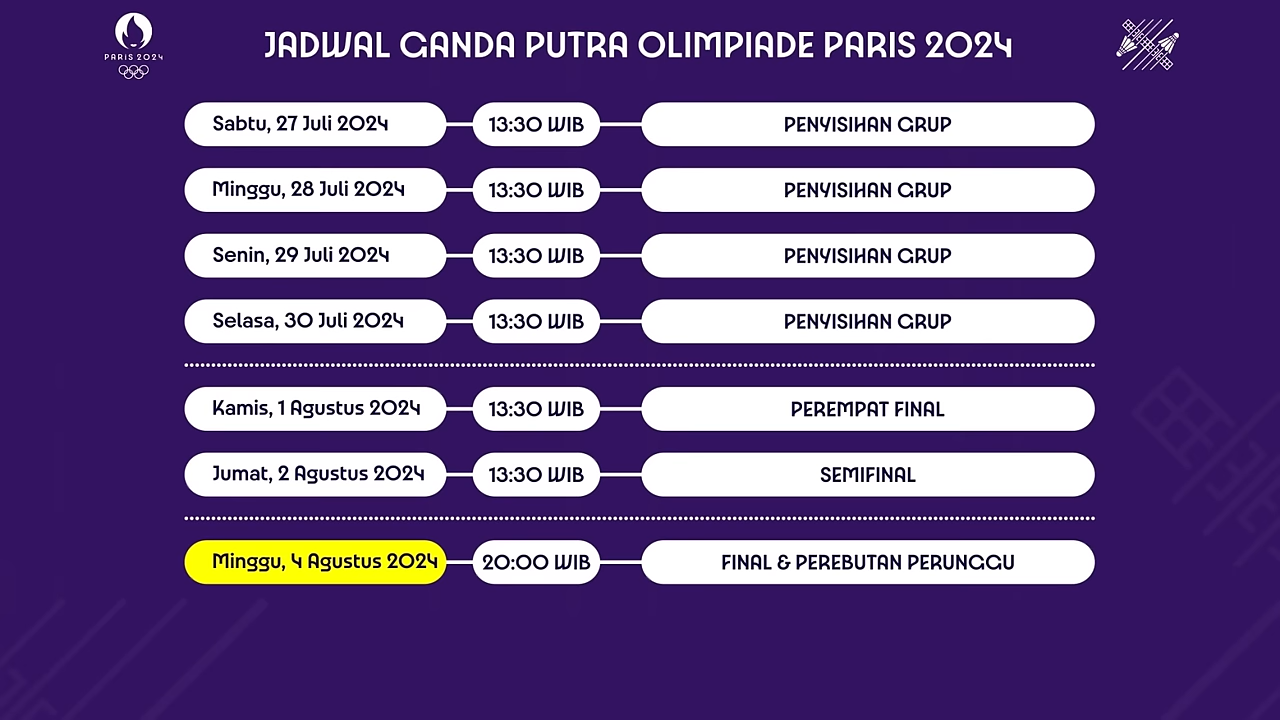 PARIS 2024
JADWAL GANDA PUTRA OLIMPIADE PARIS 2024
Sabtu, 27 Juli 2024 13:30 WIB PENYISIHAN GRUP
Minggu, 28 Juli 2024 13:30 WIB PENYISIHAN GRUP
Senin, 29 Juli 2024 13:30 WIB PENYISIHAN GRUP
Selasa, 30 Juli 2024 13:30 WIB PENYISIHAN GRUP
Kamis, 1 Agustus 2024 13:30 WIB PEREMPAT FINAL
Jumat, 2 Agustus 2024 13:30 WIB SEMIFINAL
Minggu, 4 Agustus 2024 20:00 WIB FINAL & PEREBUTAN PERUNGGU